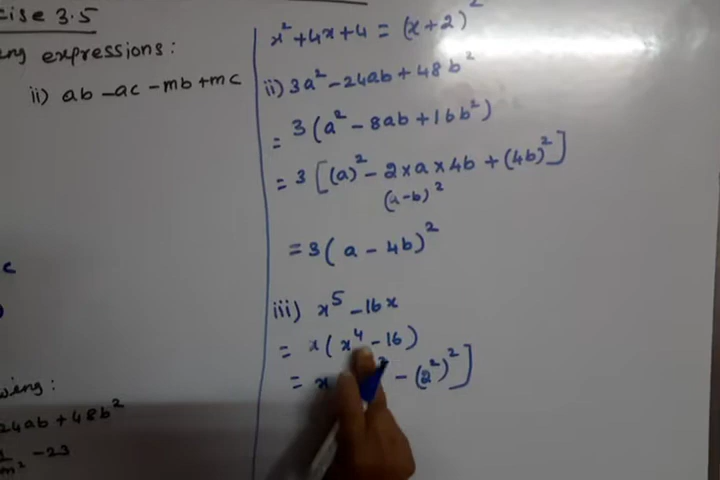 cise 3.5
ng expressions:
ii) ab - ac - mb + mc
c
wing:
24ab + 48b²
m² - 23
x² + 4x + 4 = (x + 2)²
ii) 3a² - 24ab + 48b²
= 3(a² - 8ab + 16b²)
= 3[(a)² - 2 × a × 4b + (4b)²]
(a-b)²
= 3(a - 4b)²
iii) x⁵ - 16x
= x(x⁴ - 16)
= x - (2²)²]